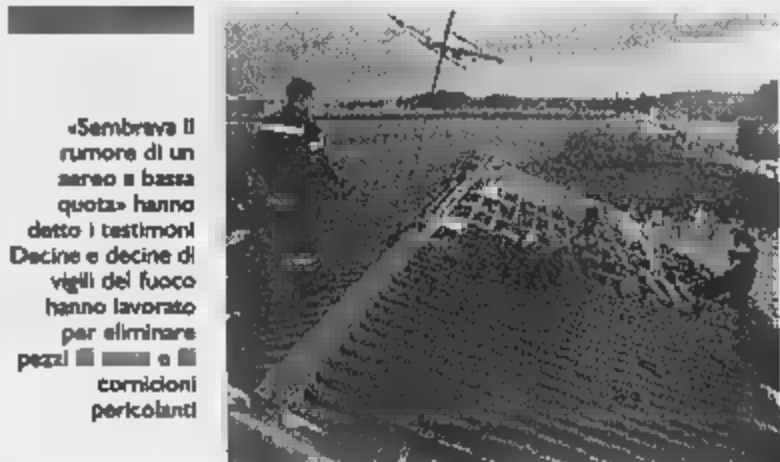 «Sembrava il
rumore di un
aereo a bassa
quota» hanno
detto i testimoni
Decine e decine di
vigili del fuoco
hanno lavorato
per eliminare
pezzi e
cornicioni
pericolanti